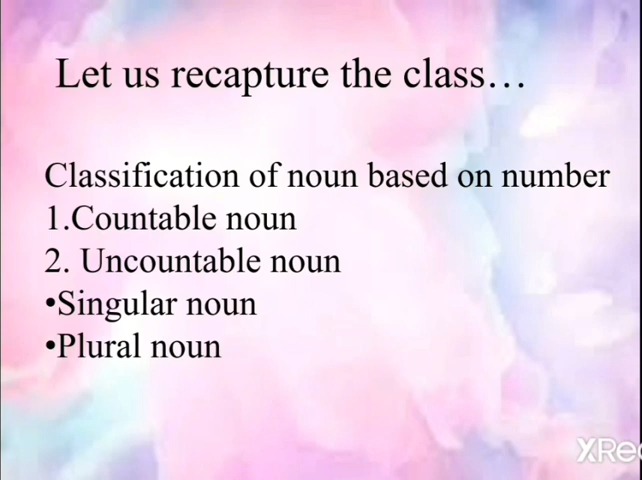 Let us recapture the class…
Classification of noun based on number
1.Countable noun
2. Uncountable noun
•Singular noun
•Plural noun
XRec